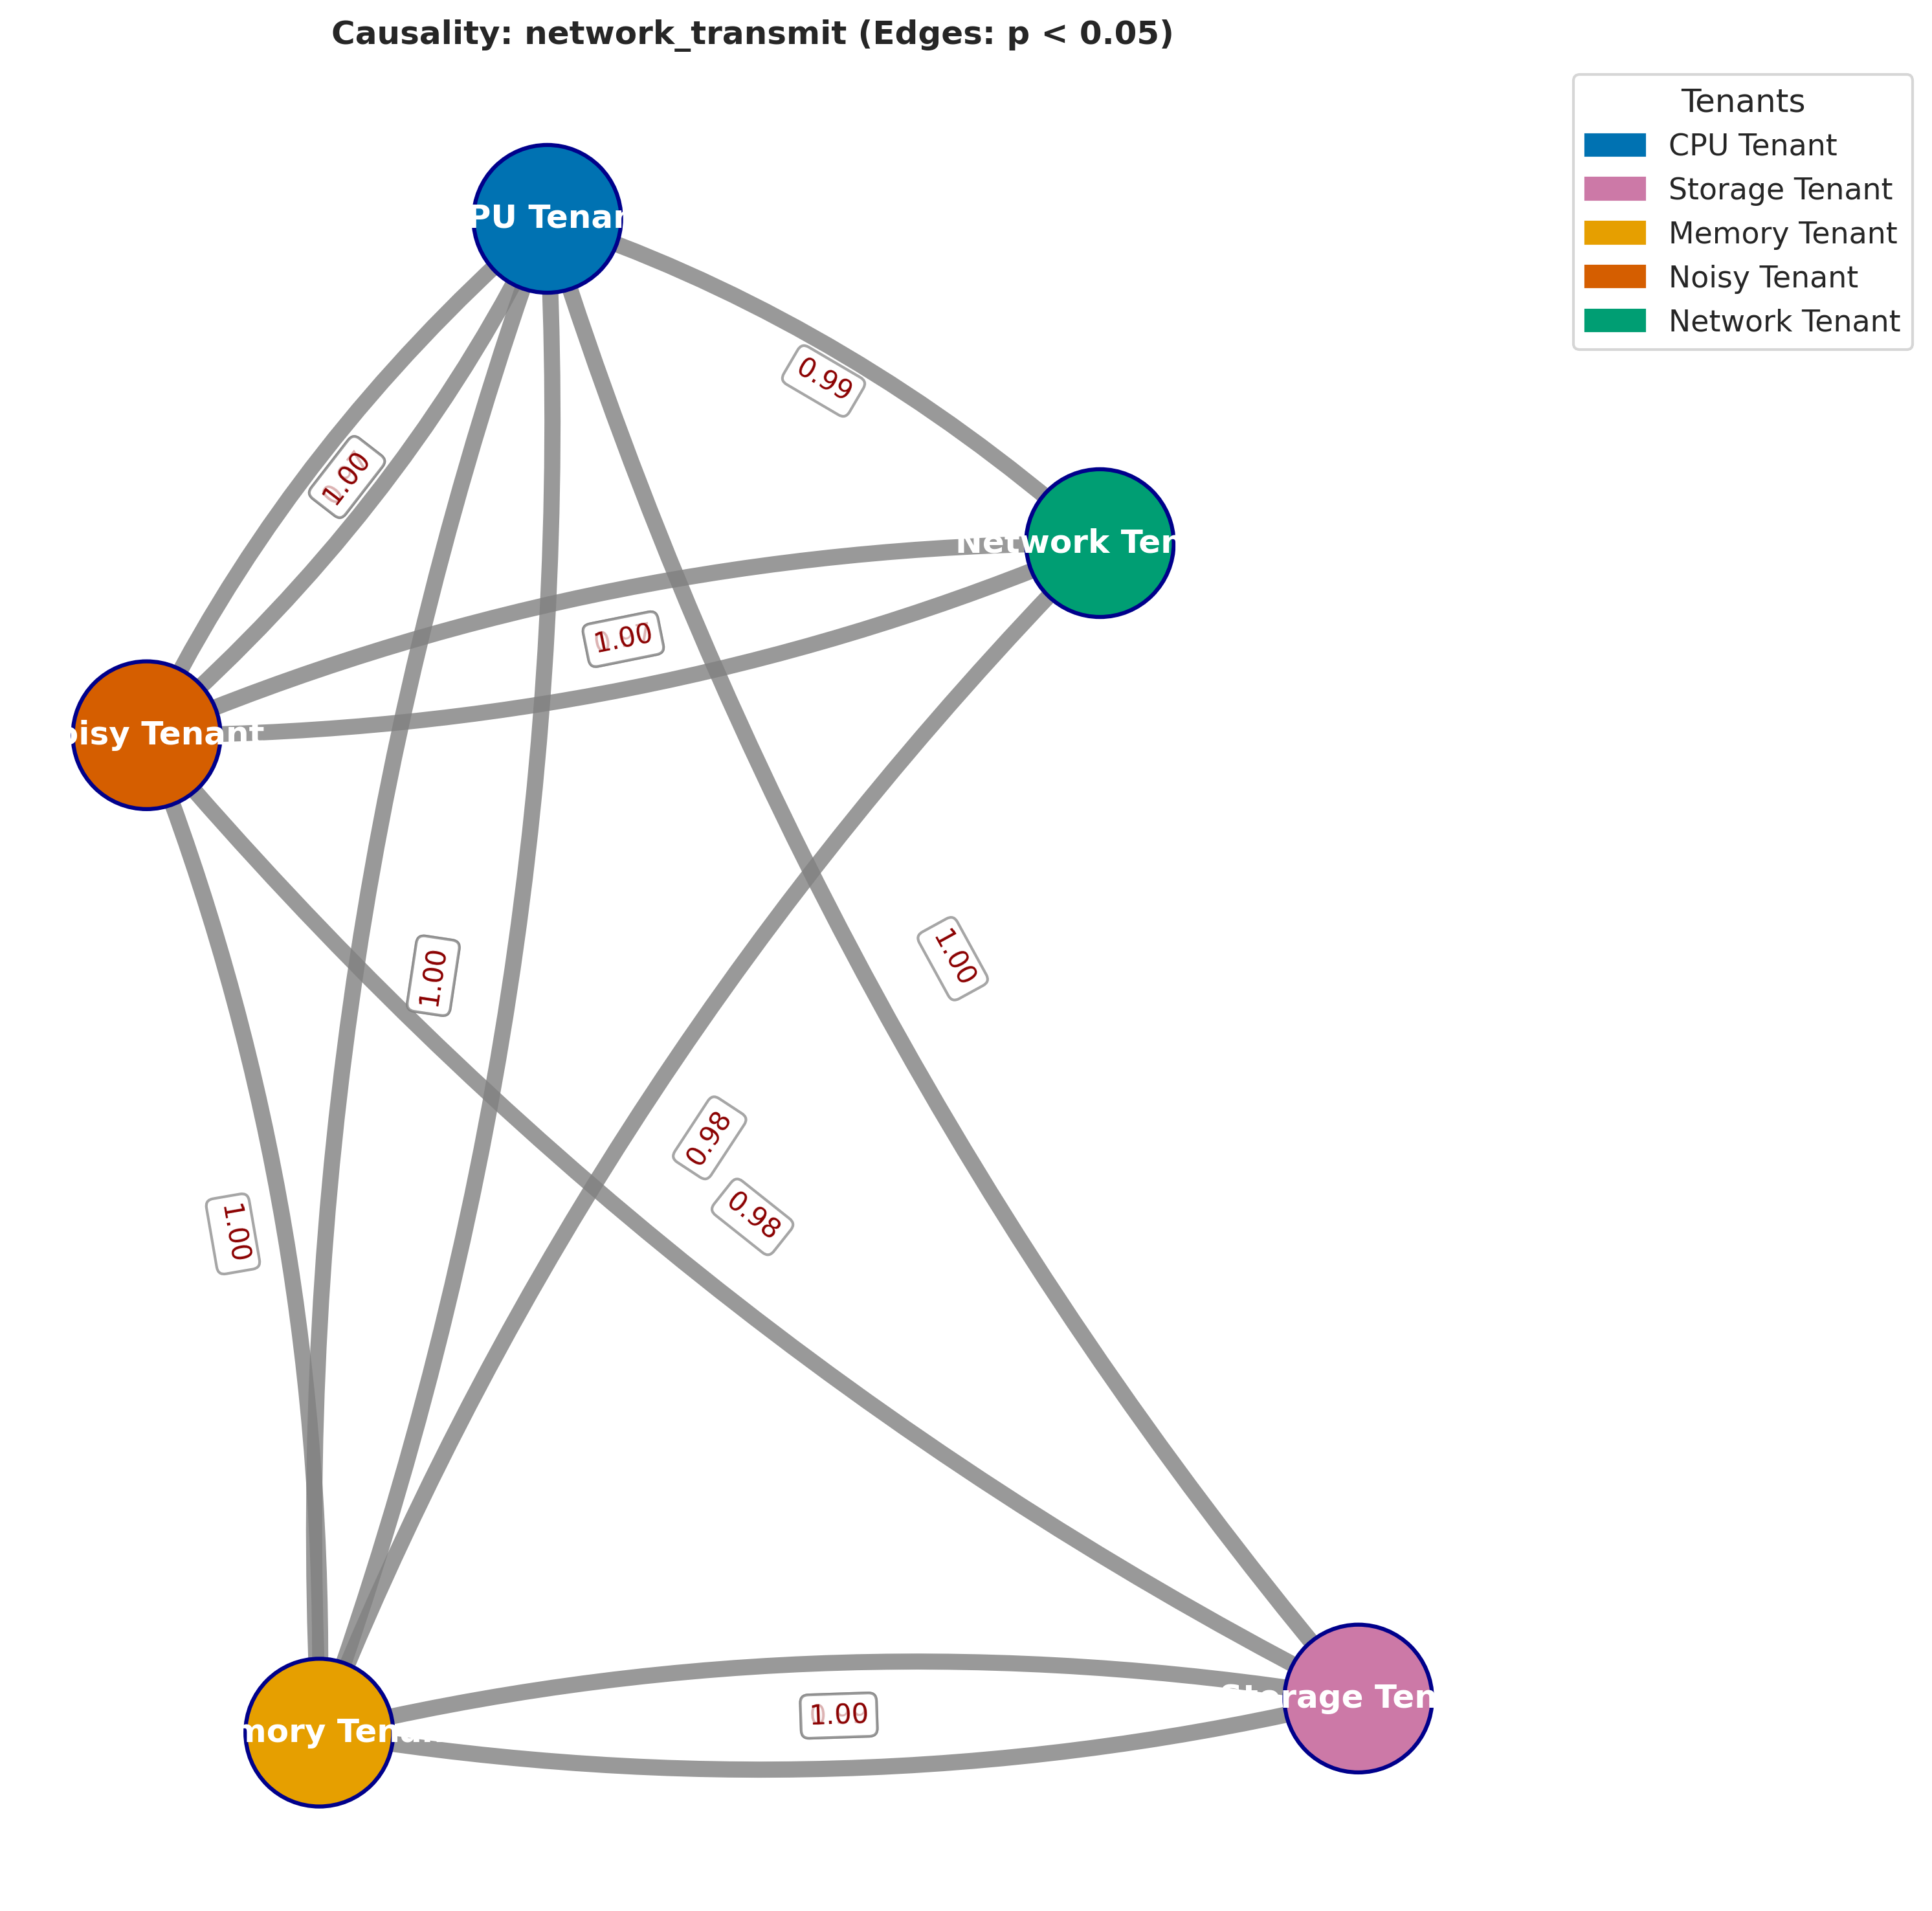 Causality: network_transmit (Edges: p < 0.05)
Tenants
CPU Tenant
Storage Tenant
Memory Tenant
Noisy Tenant
Network Tenant
PU Tenan
0.99
1.00
Network Ten
1.00
oisy Tenant
1.00
1.00
0.98
0.98
1.00
Storage Ten
1.00
mory Tenan